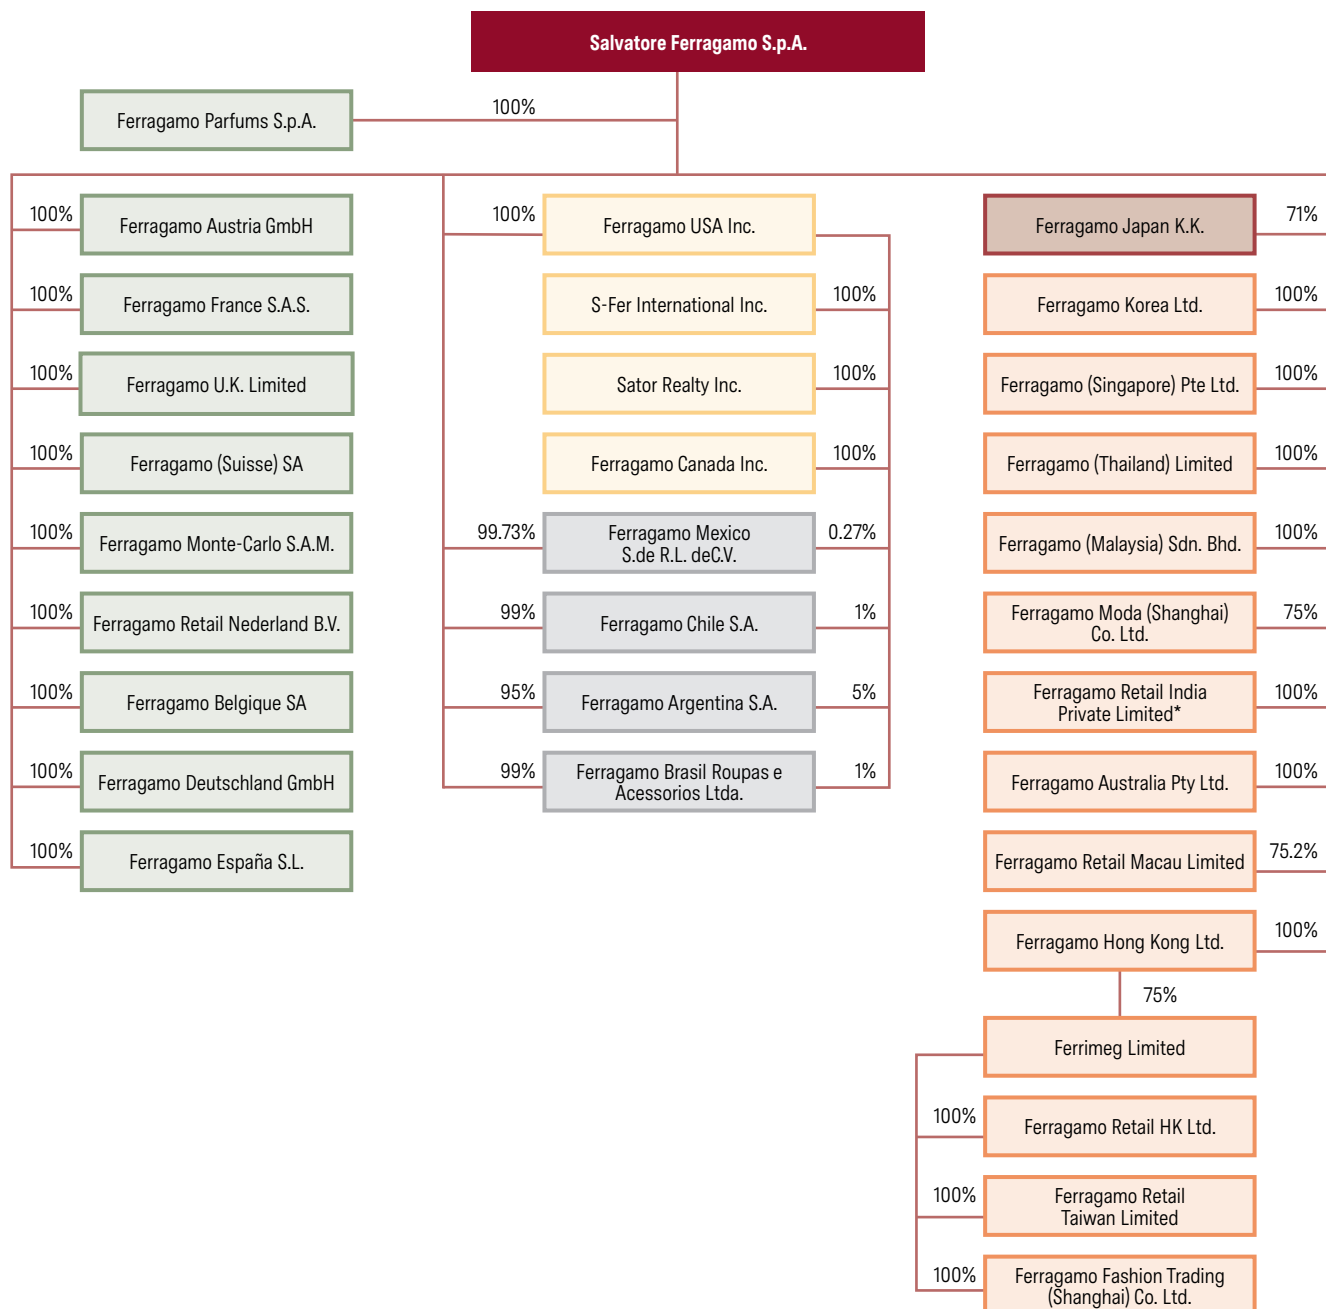 Salvatore Ferragamo S.p.A.
Ferragamo Parfums S.p.A.
100%
100%
Ferragamo Austria GmbH
100%
Ferragamo France S.A.S.
100%
Ferragamo U.K. Limited
100%
Ferragamo (Suisse) SA
100%
Ferragamo Monte-Carlo S.A.M.
100%
Ferragamo Retail Nederland B.V.
100%
Ferragamo Belgique SA
100%
Ferragamo Deutschland GmbH
100%
Ferragamo España S.L.
100%
Ferragamo USA Inc.
S-Fer International Inc.
100%
Sator Realty Inc.
100%
Ferragamo Canada Inc.
100%
99.73%
Ferragamo Mexico
S.de R.L. deC.V.
0.27%
99%
Ferragamo Chile S.A.
1%
95%
Ferragamo Argentina S.A.
5%
99%
Ferragamo Brasil Roupas e
Acessorios Ltda.
1%
Ferragamo Japan K.K.
71%
Ferragamo Korea Ltd.
100%
Ferragamo (Singapore) Pte Ltd.
100%
Ferragamo (Thailand) Limited
100%
Ferragamo (Malaysia) Sdn. Bhd.
100%
Ferragamo Moda (Shanghai)
Co. Ltd.
75%
Ferragamo Retail India
Private Limited*
100%
Ferragamo Australia Pty Ltd.
100%
Ferragamo Retail Macau Limited
75.2%
Ferragamo Hong Kong Ltd.
100%
75%
Ferrimeg Limited
100%
Ferragamo Retail HK Ltd.
100%
Ferragamo Retail
Taiwan Limited
100%
Ferragamo Fashion Trading
(Shanghai) Co. Ltd.